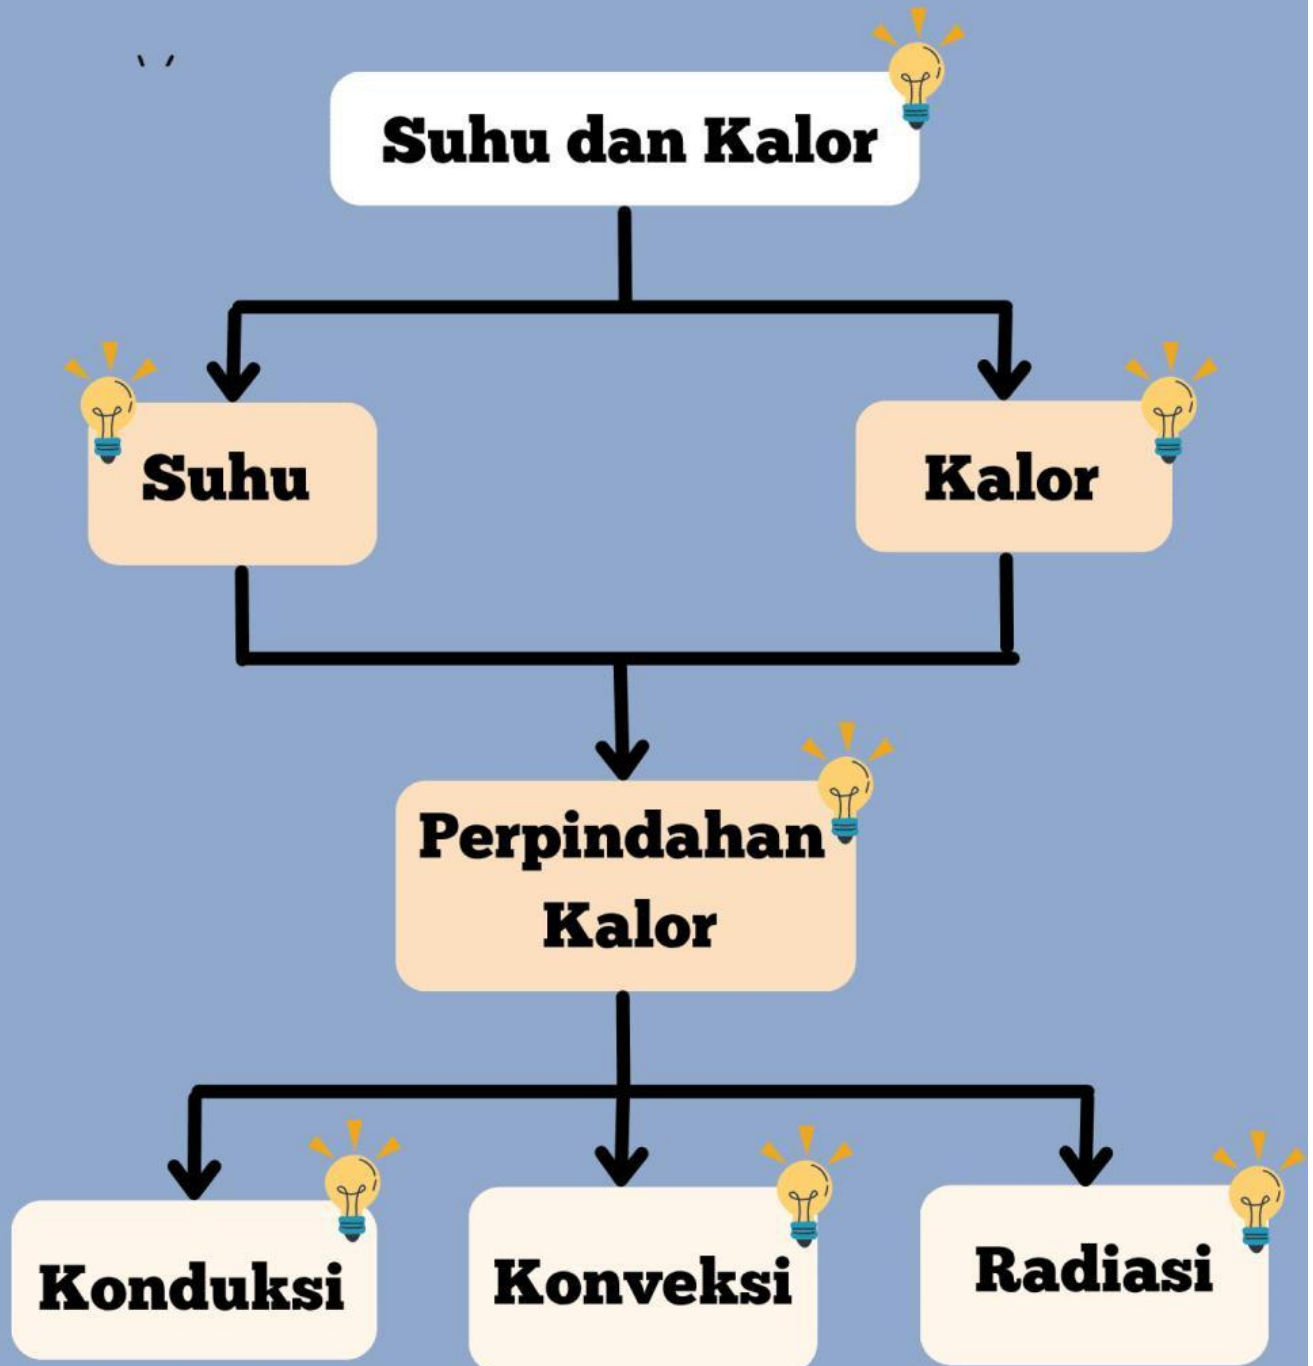 Suhu dan Kalor
Suhu
Kalor
Perpindahan
Kalor
Konduksi
Konveksi
Radiasi